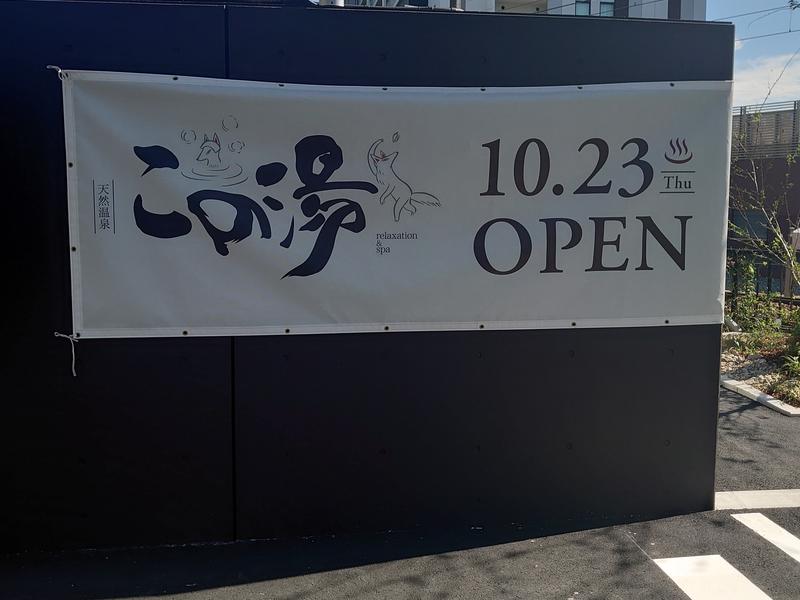 天然温泉
この湯
relaxation
&
spa
10.23
Thu
OPEN